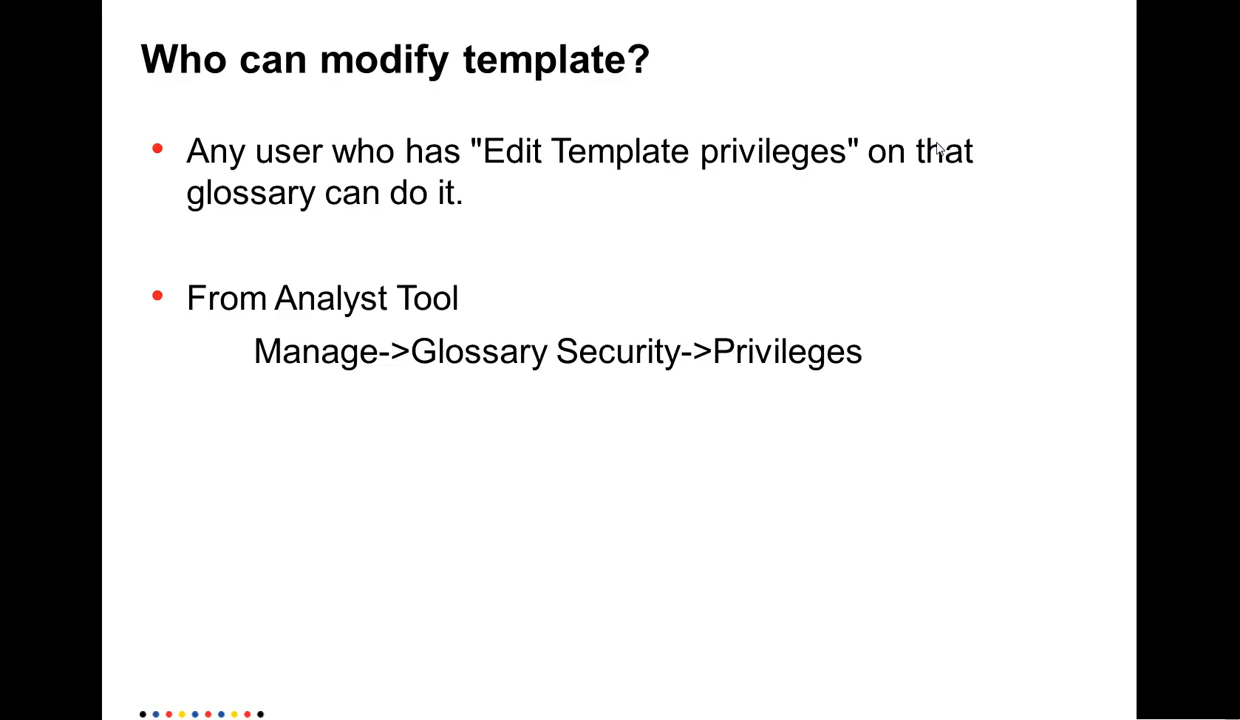 Who can modify template?
Any user who has "Edit Template privileges" on that
glossary can do it.
From Analyst Tool
Manage->Glossary Security->Privileges